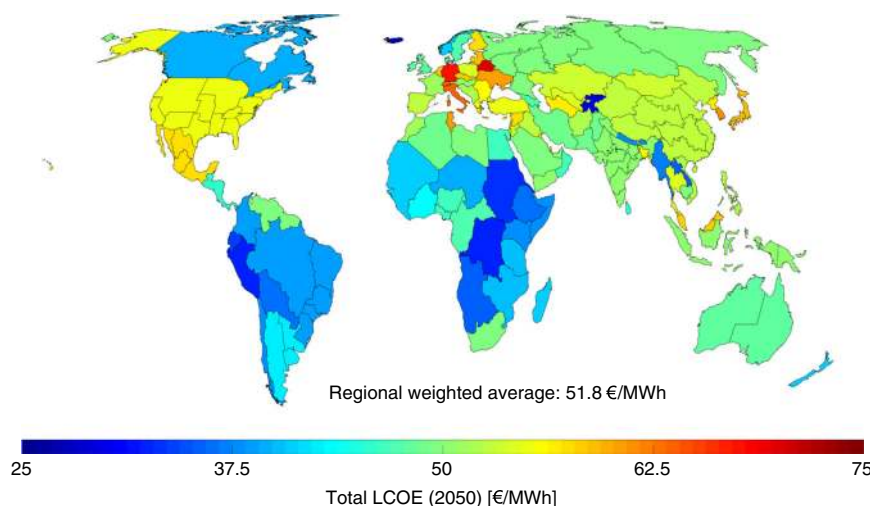 Regional weighted average: 51.8 €/MWh
25 37.5 50 62.5 75
Total LCOE (2050) [€/MWh]